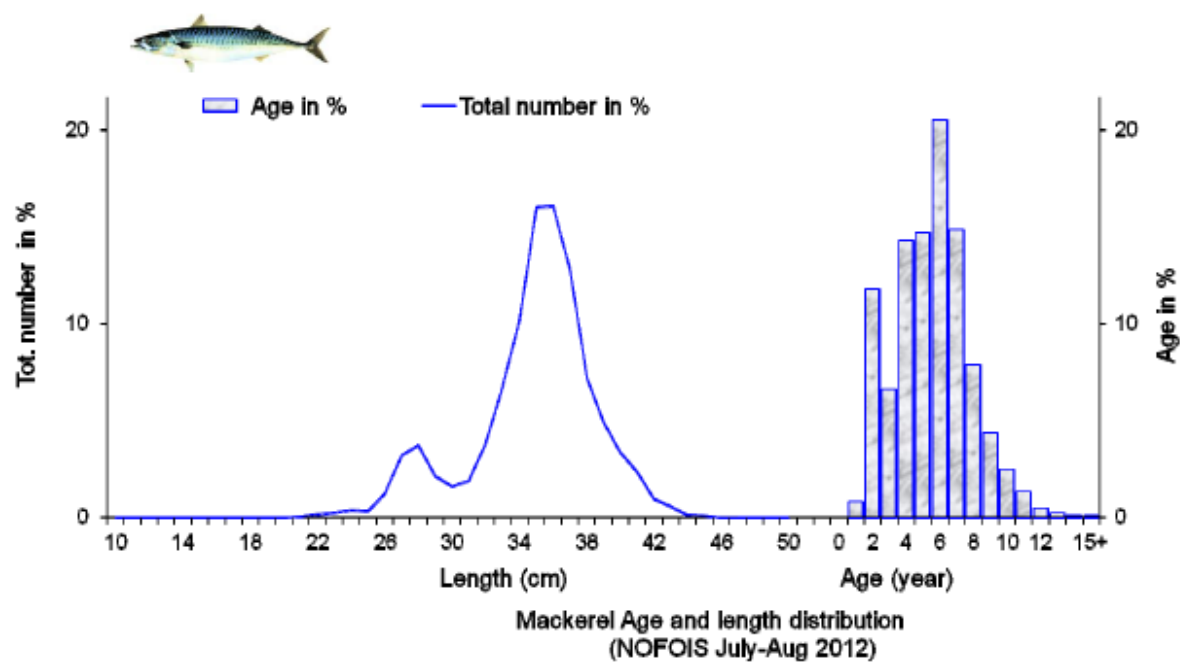 Age in % Total number in %
20 20
Tot. number in %
Age in %
10 10
0 0
10 14 18 22 26 30 34 38 42 46 50 0 2 4 6 8 10 12 15+
Length (cm) Age (year)
Mackerel Age and length distribution
(NOFOIS July-Aug 2012)